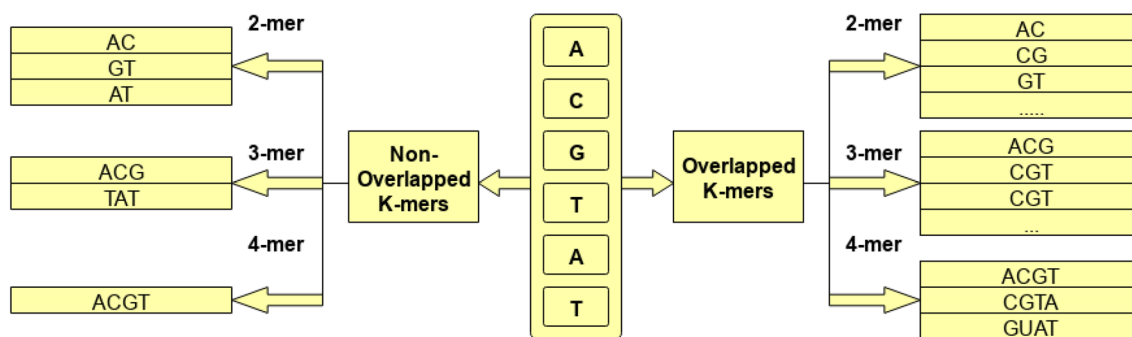 2-mer
AC
GT
AT
3-mer
ACG
TAT
4-mer
ACGT
Non-
Overlapped
K-mers
A
C
G
T
A
T
Overlapped
K-mers
2-mer
AC
CG
GT
.....
3-mer
ACG
CGT
CGT
...
4-mer
ACGT
CGTA
GUAT